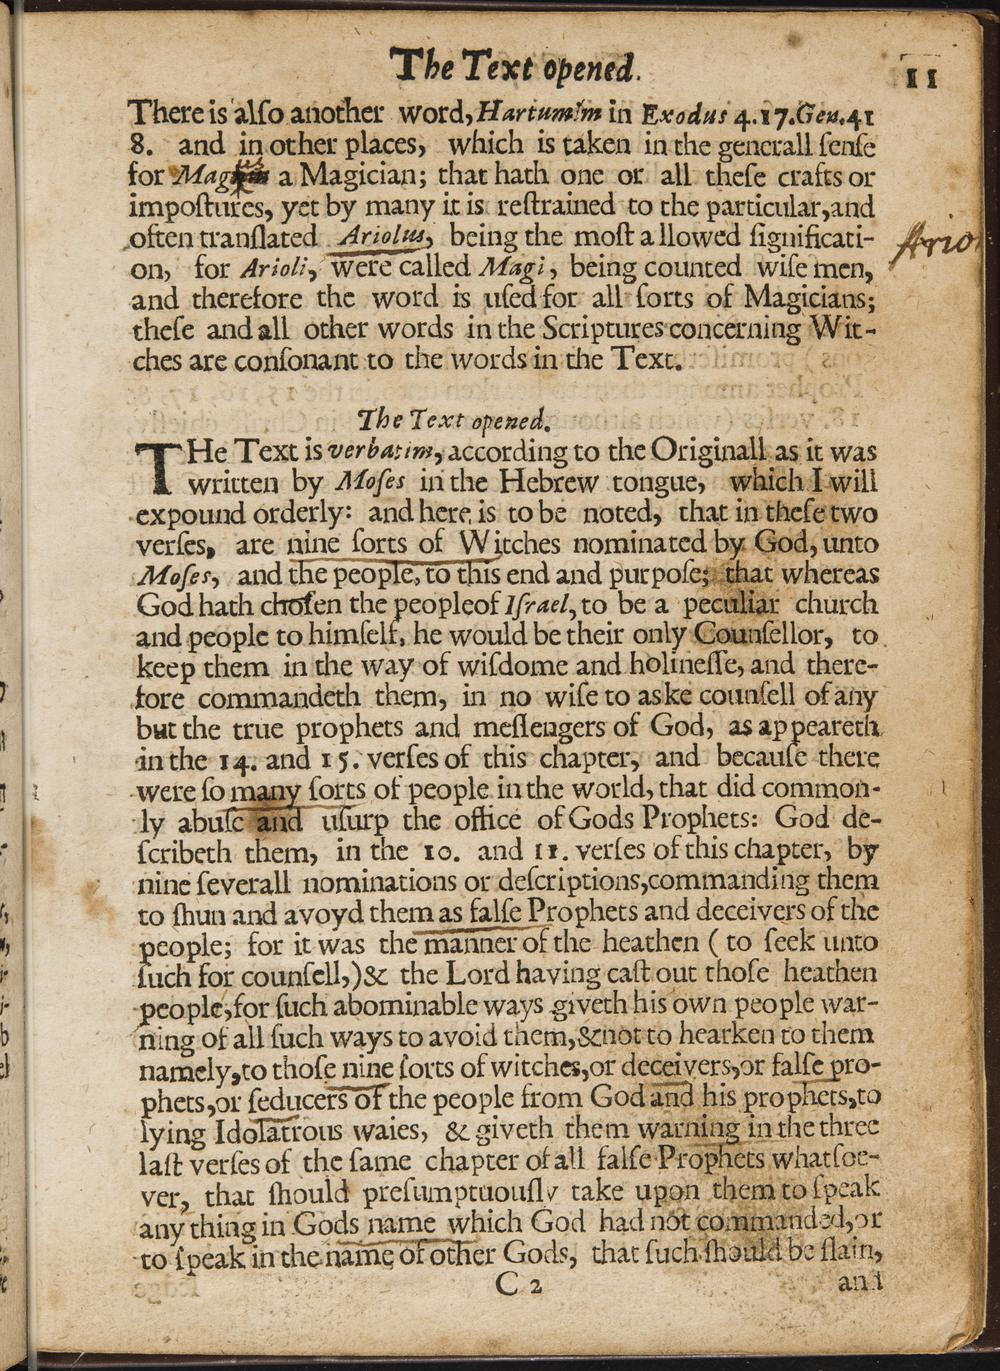 The Text opened.
11
There is alſo another word, Hartumim in Exodus 4.17. Gen. 41
8. and in other places, which is taken in the generall ſenſe
for a Magician; that hath one or all theſe crafts or
impoſtures, yet by many it is reſtrained to the particular, and
often tranſlated Ariolus, being the moſt allowed ſignificati-
Ario
on, for Arioli, were called Magi, being counted wiſe men,
and therefore the word is uſed for all ſorts of Magicians;
theſe and all other words in the Scriptures concerning Wit-
ches are conſonant to the words in the Text.
The Text opened.
THe Text is verbatim, according to the Originall as it was
written by Moſes in the Hebrew tongue, which I will
expound orderly: and here is to be noted, that in theſe two
verſes, are nine ſorts of Witches nominated by God, unto
Moſes, and the people, to this end and purpoſe; that whereas
God hath choſen the people of Iſrael, to be a peculiar church
and people to himſelf, he would be their only Counſellor, to
keep them in the way of wiſdome and holineſſe, and there-
fore commandeth them, in no wiſe to aske counſell of any
but the true prophets and meſſengers of God, as appeareth
in the 14. and 15. verſes of this chapter, and becauſe there
were ſo many ſorts of people in the world, that did common-
ly abuſe and uſurp the office of Gods Prophets: God de-
ſcribeth them, in the 10. and 11. verſes of this chapter, by
nine ſeverall nominations or deſcriptions, commanding them
to ſhun and avoyd them as falſe Prophets and deceivers of the
people; for it was the manner of the heathen ( to ſeek unto
ſuch for counſell,) & the Lord having caſt out thoſe heathen
people, for ſuch abominable ways giveth his own people war-
ning of all ſuch ways to avoid them, & not to hearken to them
namely, to thoſe nine ſorts of witches, or deceivers, or falſe pro-
phets, or ſeducers of the people from God and his prophets, to
lying Idolatrous waies, & giveth them warning in the three
laſt verſes of the ſame chapter of all falſe Prophets whatſoe-
ver, that ſhould preſumptuouſly take upon them to ſpeak
any thing in Gods name which God had not commanded, or
to ſpeak in the name of other Gods, that ſuch ſhould be ſlain,
C 2
and